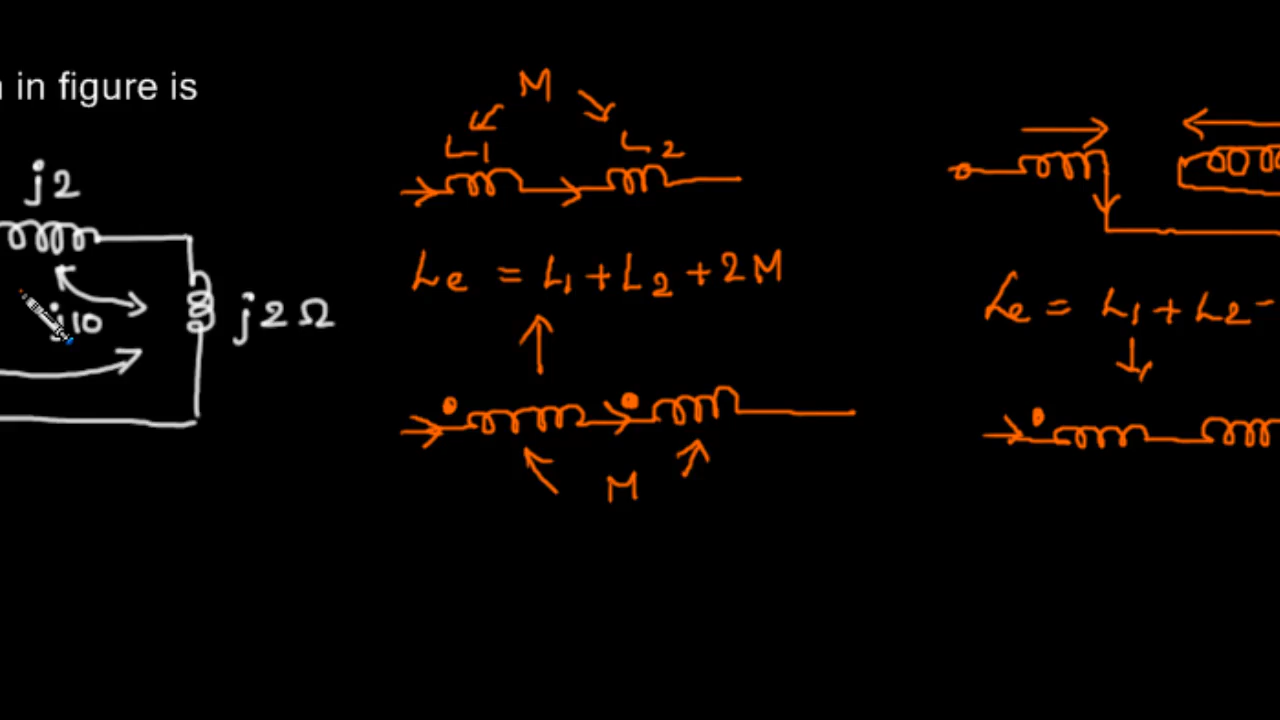 in figure is
j2
j10
j2Ω
M
L1 L2
Le = L1 + L2 + 2M
M
Le = L1 + L2 -